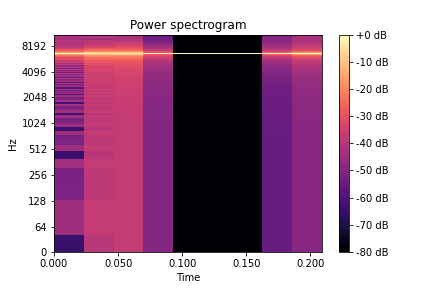 Power spectrogram
Hz
8192
4096
2048
1024
512
256
128
64
0
0.000 0.050 0.100 0.150 0.200
Time
+0 dB
-10 dB
-20 dB
-30 dB
-40 dB
-50 dB
-60 dB
-70 dB
-80 dB